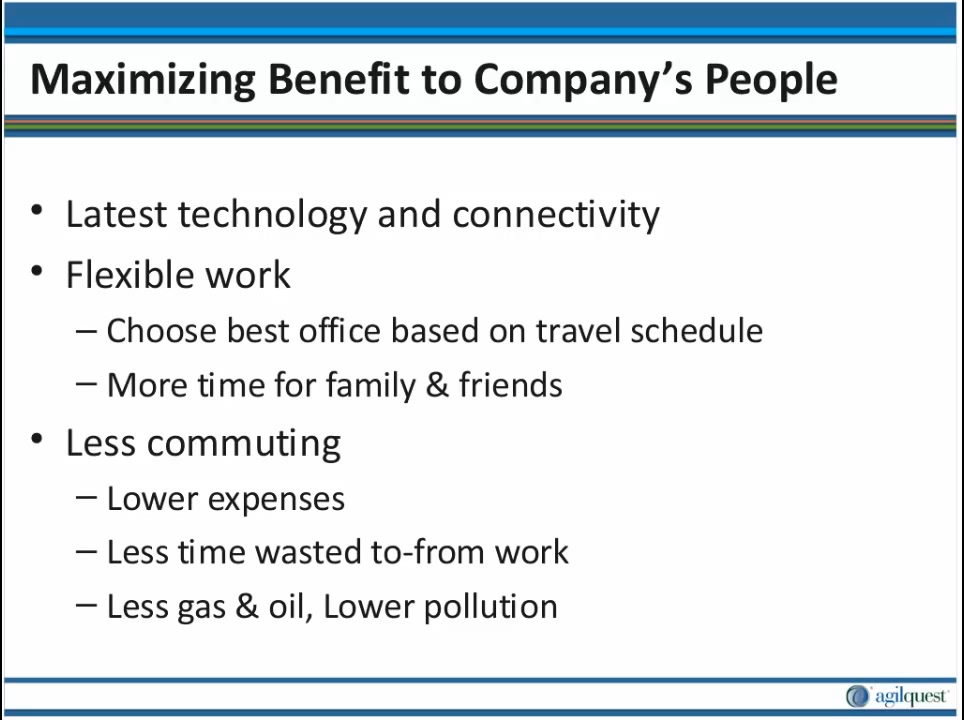 Maximizing Benefit to Company's People
• Latest technology and connectivity
• Flexible work
– Choose best office based on travel schedule
– More time for family & friends
• Less commuting
– Lower expenses
– Less time wasted to-from work
– Less gas & oil, Lower pollution
agilquest